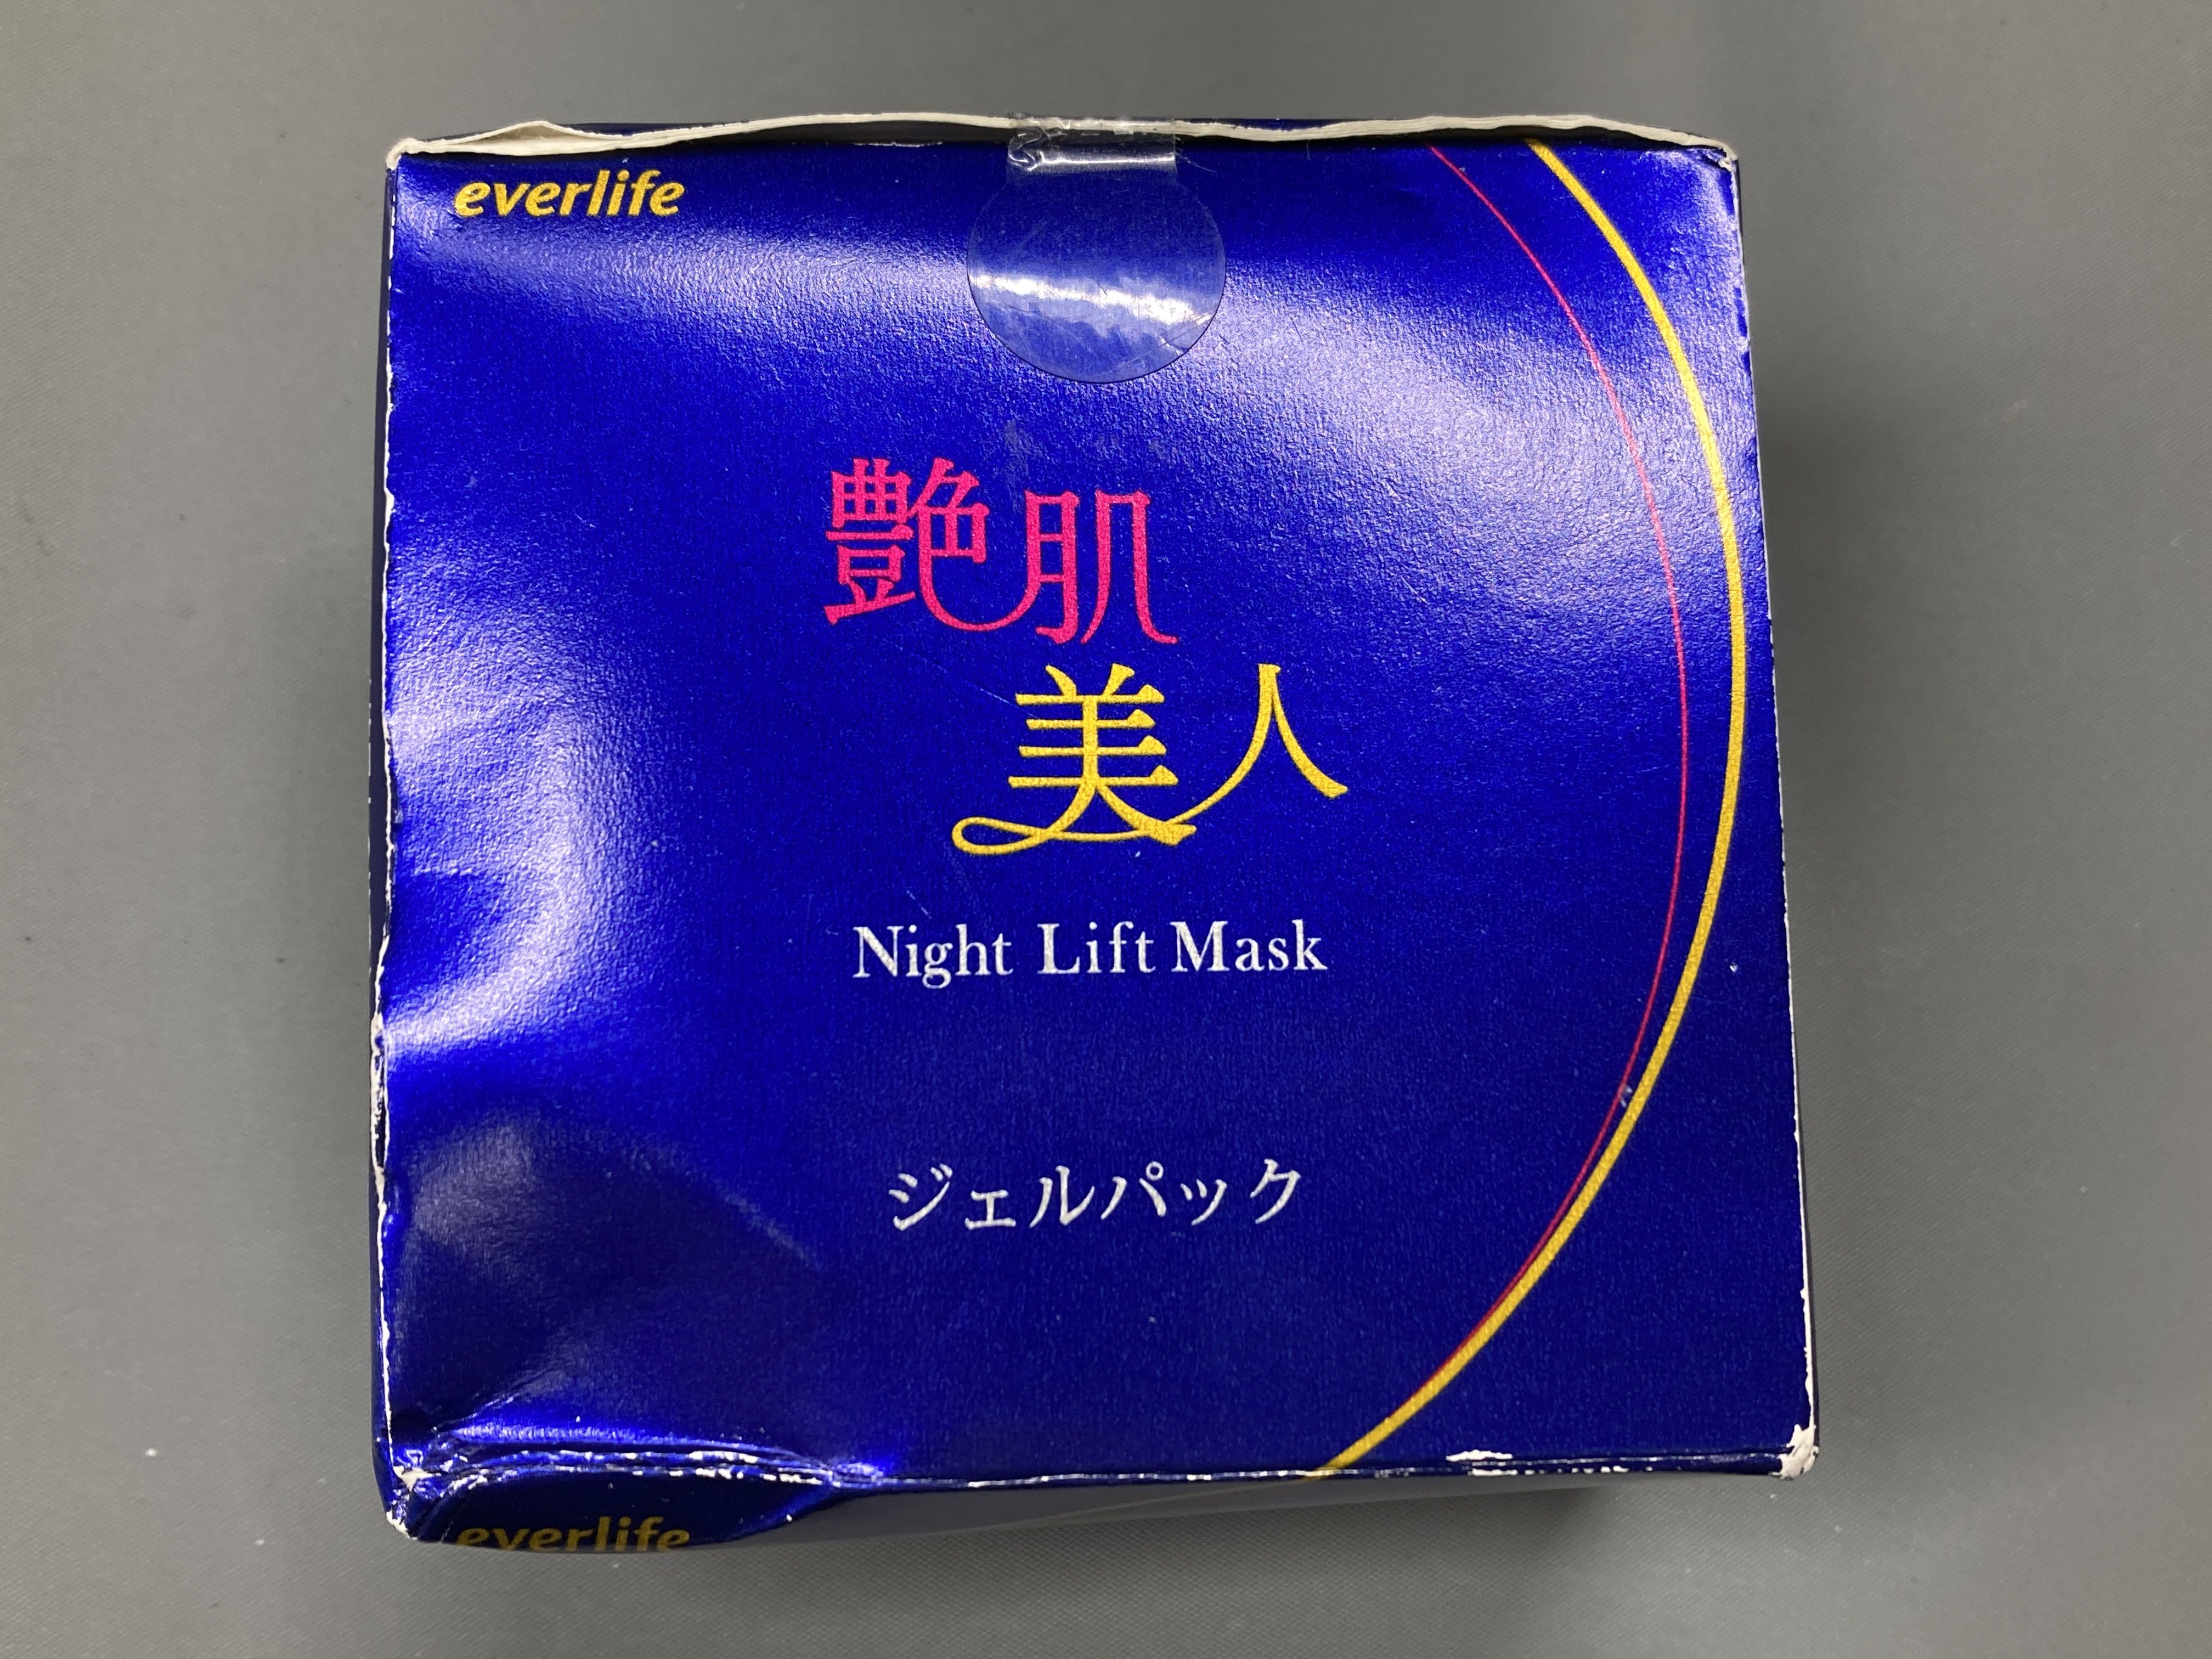 everlife
艶肌
美人
Night Lift Mask
ジェルパック
everlife